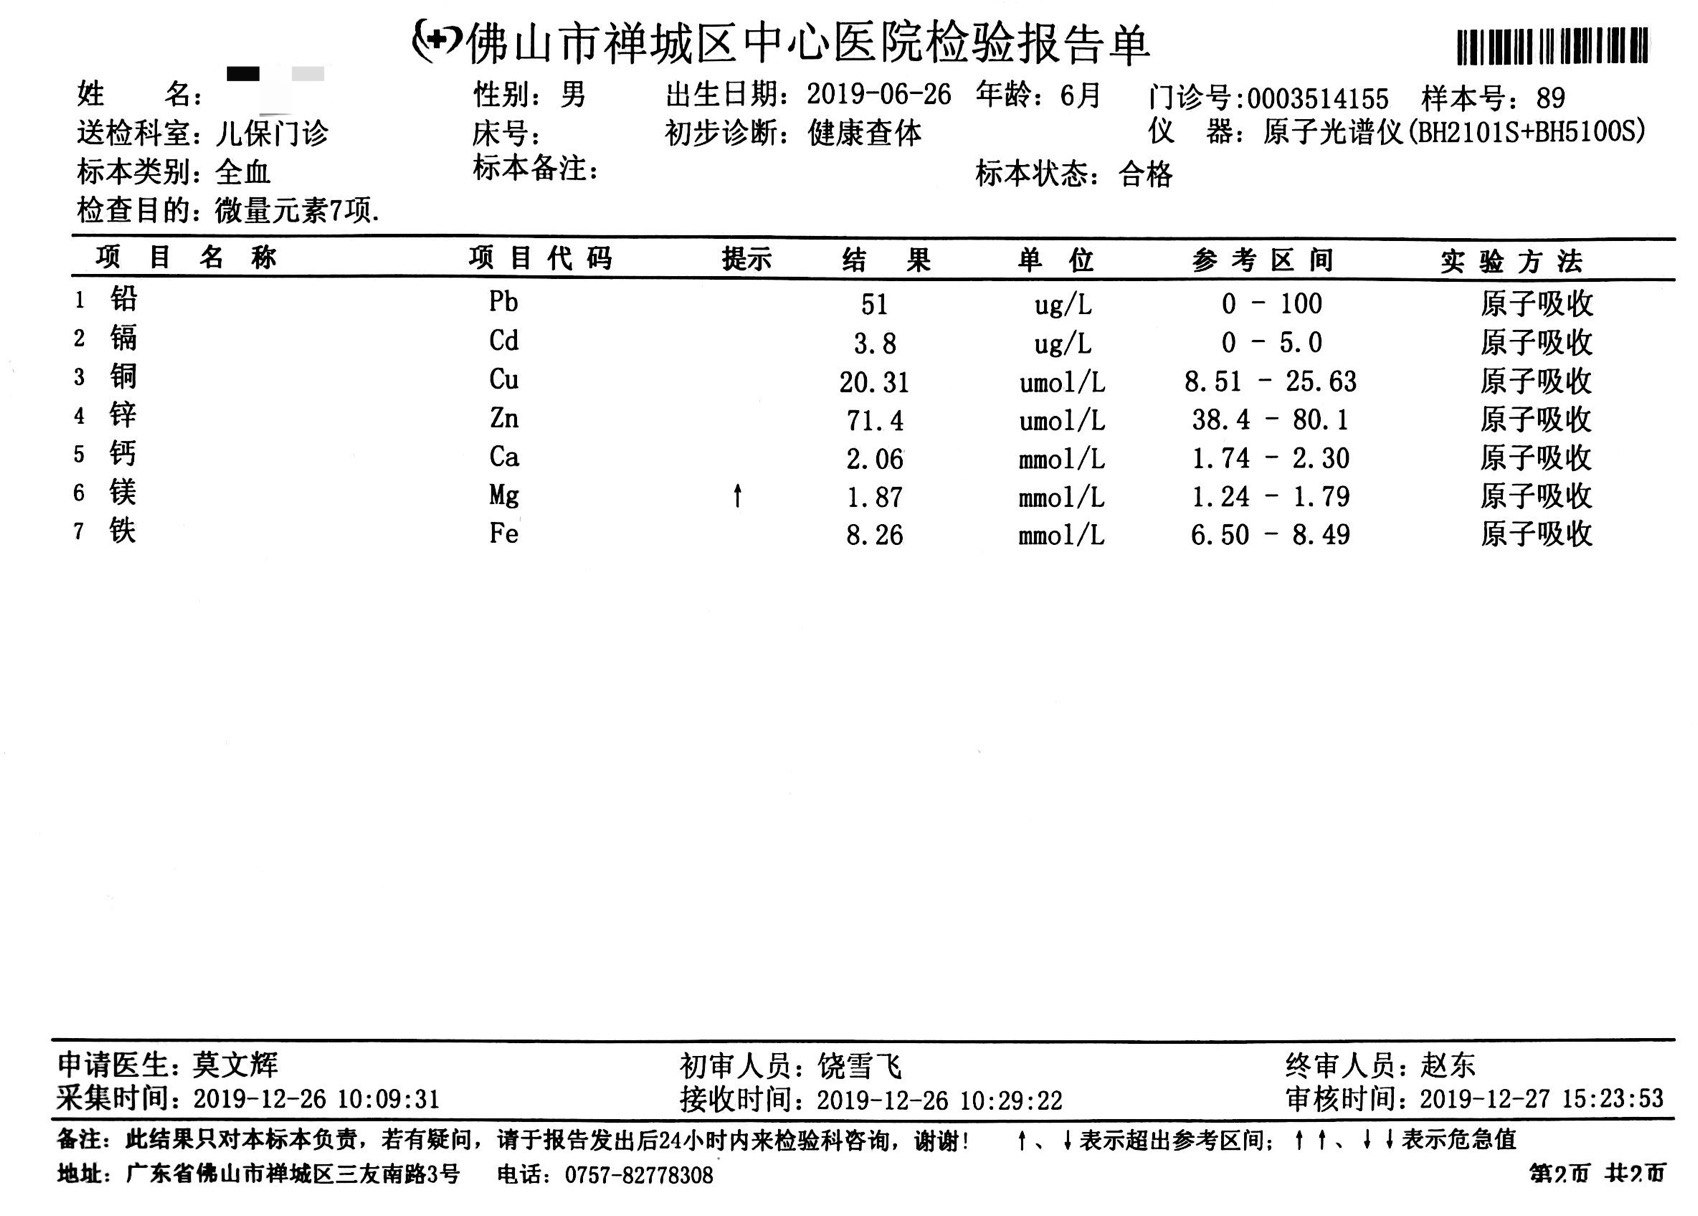 佛山市禅城区中心医院检验报告单
姓 名: 性别: 男 出生日期: 2019-06-26 年龄: 6月 门诊号:0003514155 样本号: 89
送检科室: 儿保门诊 床号: 初步诊断: 健康查体 仪 器: 原子光谱仪(BH2101S+BH5100S)
标本类别: 全血 标本备注: 标本状态: 合格
检查目的: 微量元素7项.
项目名称 项目代码 提示 结果 单位 参考区间 实验方法
1 铅 Pb 51 ug/L 0 - 100 原子吸收
2 镉 Cd 3.8 ug/L 0 - 5.0 原子吸收
3 铜 Cu 20.31 umol/L 8.51 - 25.63 原子吸收
4 锌 Zn 71.4 umol/L 38.4 - 80.1 原子吸收
5 钙 Ca 2.06 mmol/L 1.74 - 2.30 原子吸收
6 镁 Mg ↑ 1.87 mmol/L 1.24 - 1.79 原子吸收
7 铁 Fe 8.26 mmol/L 6.50 - 8.49 原子吸收
申请医生: 莫文辉 初审人员: 饶雪飞 终审人员: 赵东
采集时间: 2019-12-26 10:09:31 接收时间: 2019-12-26 10:29:22 审核时间: 2019-12-27 15:23:53
备注: 此结果只对本标本负责, 若有疑问, 请于报告发出后24小时内来检验科咨询, 谢谢! ↑、↓表示超出参考区间; ↑↑、↓↓表示危急值
地址: 广东省佛山市禅城区三友南路3号 电话: 0757-82778308 第2页 共2页